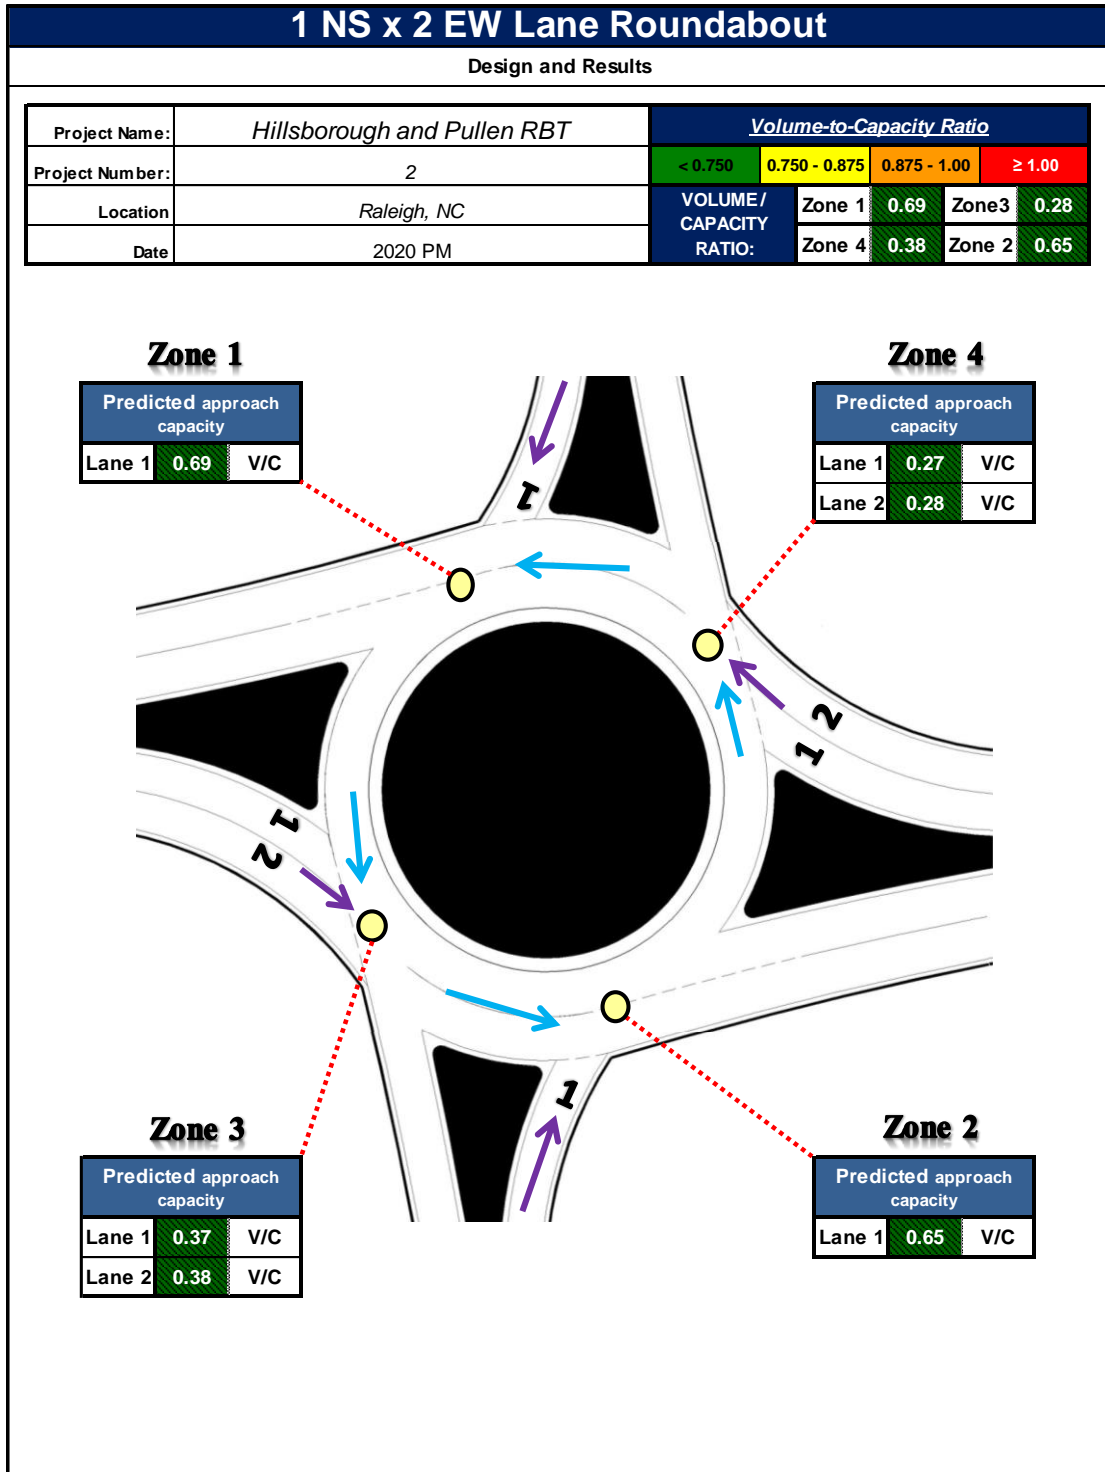 1 NS x 2 EW Lane Roundabout
Design and Results
Project Name: Hillsborough and Pullen RBT
Volume-to-Capacity Ratio
Project Number: 2
< 0.750 0.750 - 0.875 0.875 - 1.00 ≥ 1.00
Location Raleigh, NC
VOLUME / CAPACITY RATIO:
Zone 1 0.69 Zone3 0.28
Date 2020 PM
Zone 4 0.38 Zone 2 0.65
Zone 1
Predicted approach
capacity
Lane 1 0.69 V/C
Zone 4
Predicted approach
capacity
Lane 1 0.27 V/C
Lane 2 0.28 V/C
1
2
1
1
2
1
Zone 3
Predicted approach
capacity
Lane 1 0.37 V/C
Lane 2 0.38 V/C
Zone 2
Predicted approach
capacity
Lane 1 0.65 V/C